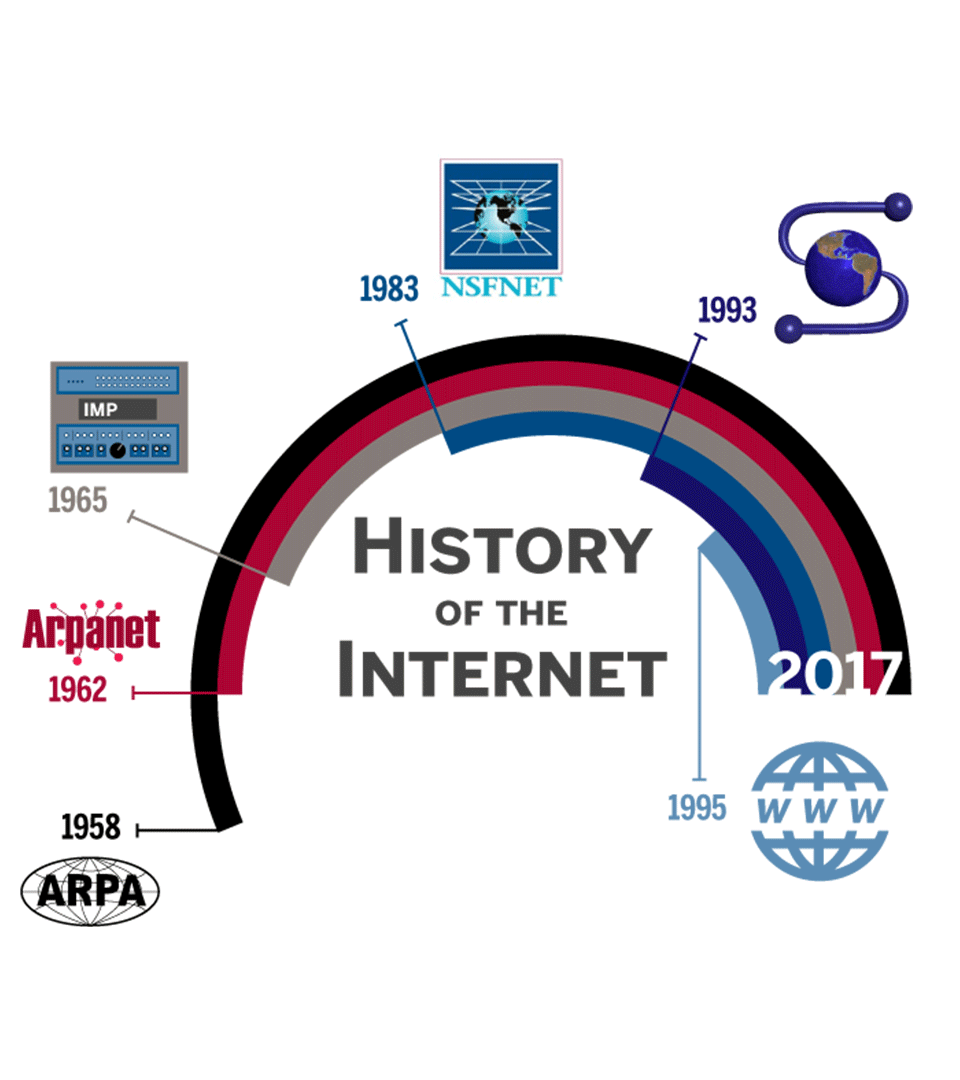 NSFNET
1983
1993
IMP
1965
HISTORY
OF THE
INTERNET
Arpanet
1962
2017
1995
WWW
1958
ARPA